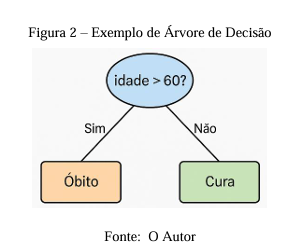 Figura 2 – Exemplo de Árvore de Decisão
idade > 60?
Sim
Não
Óbito
Cura
Fonte: O Autor